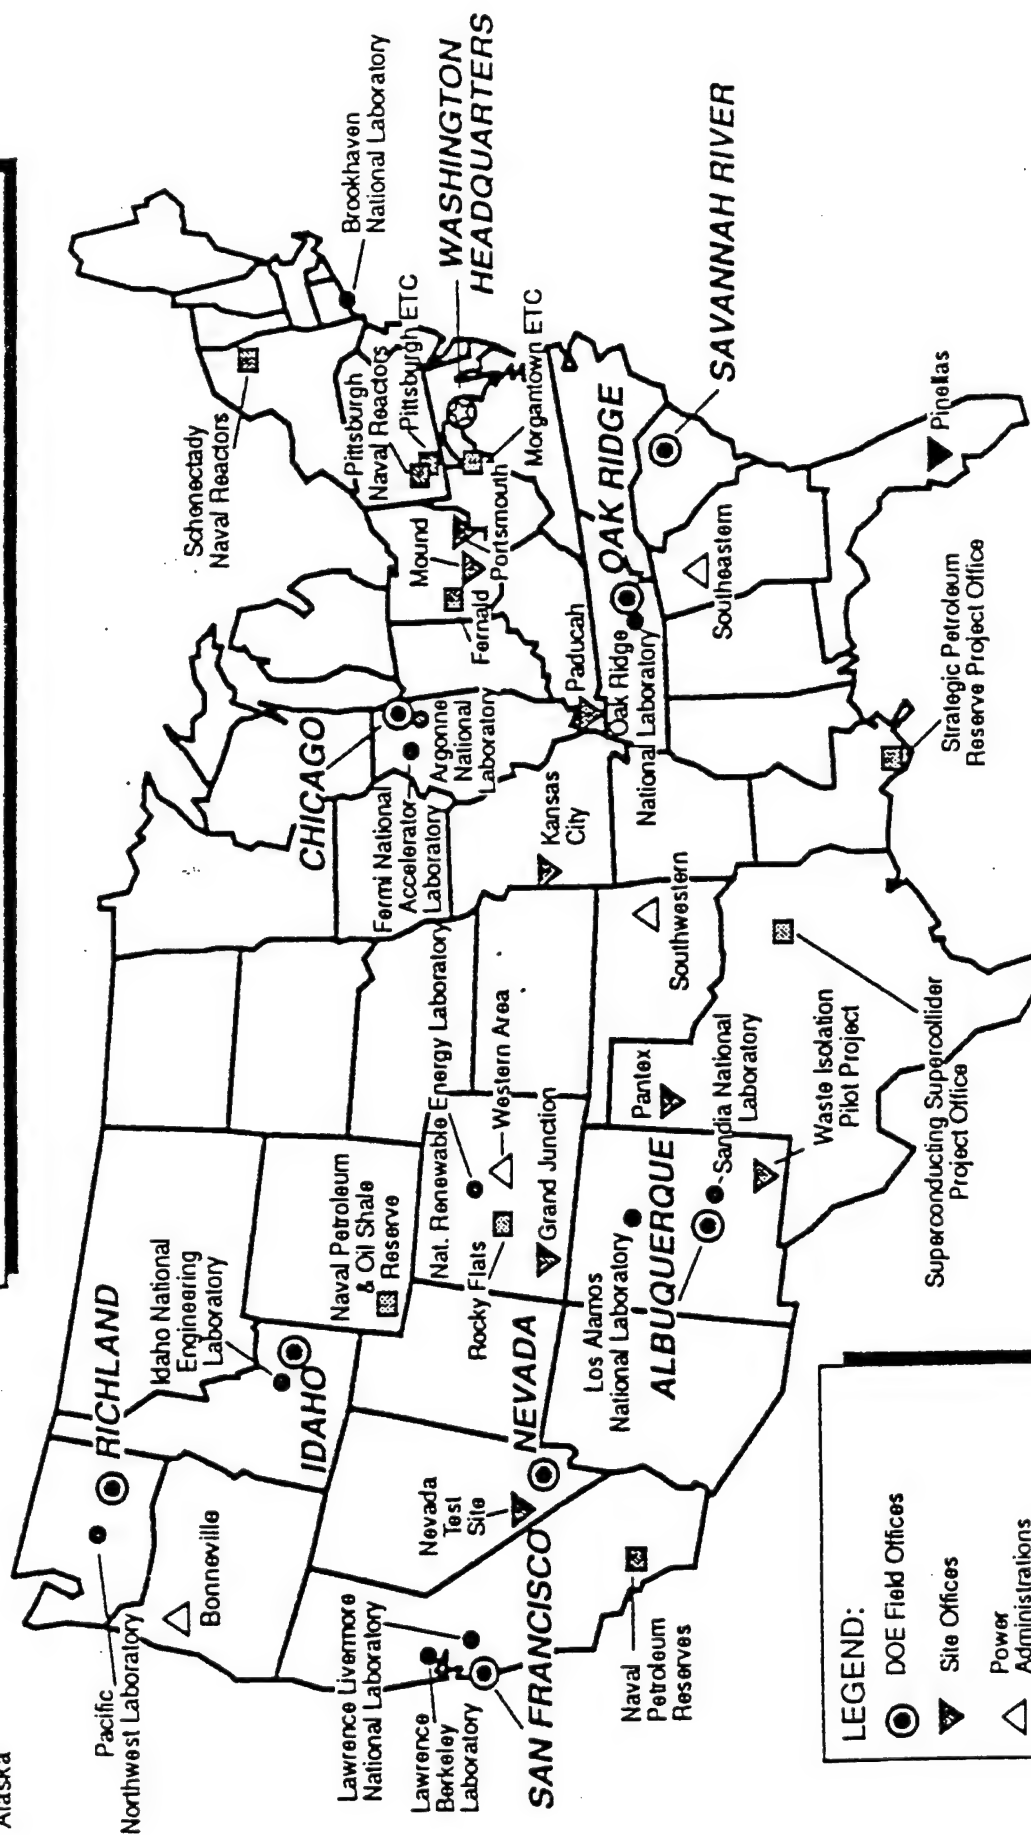 Alaska
Pacific
Northwest Laboratory
RICHLAND
Bonneville
Idaho National
Engineering
Laboratory
IDAHO
Naval Petroleum
& Oil Shale
Reserve
Lawrence Livermore
National Laboratory
Lawrence
Berkeley
Laboratory
SAN FRANCISCO
Nevada
Test
Site
NEVADA
Naval
Petroleum
Reserves
Nat. Renewable Energy Laboratory
Western Area
Rocky Flats
Grand Junction
Los Alamos
National Laboratory
ALBUQUERQUE
Sandia National
Laboratory
Pantex
Waste Isolation
Pilot Project
Superconducting Supercollider
Project Office
Southwestern
Kansas
City
CHICAGO
Fermi National
Accelerator
Laboratory
Argonne
National
Laboratory
Paducah
Oak Ridge
National Laboratory
OAK RIDGE
Fernald
Mound
Portsmouth
Schenectady
Naval Reactors
Pittsburgh
Naval Reactors
Pittsburgh ETC
Morgantown ETC
Brookhaven
National Laboratory
WASHINGTON
HEADQUARTERS
SAVANNAH RIVER
Southeastern
Pinellas
Strategic Petroleum
Reserve Project Office
LEGEND:
DOE Field Offices
Site Offices
Power
Administrations